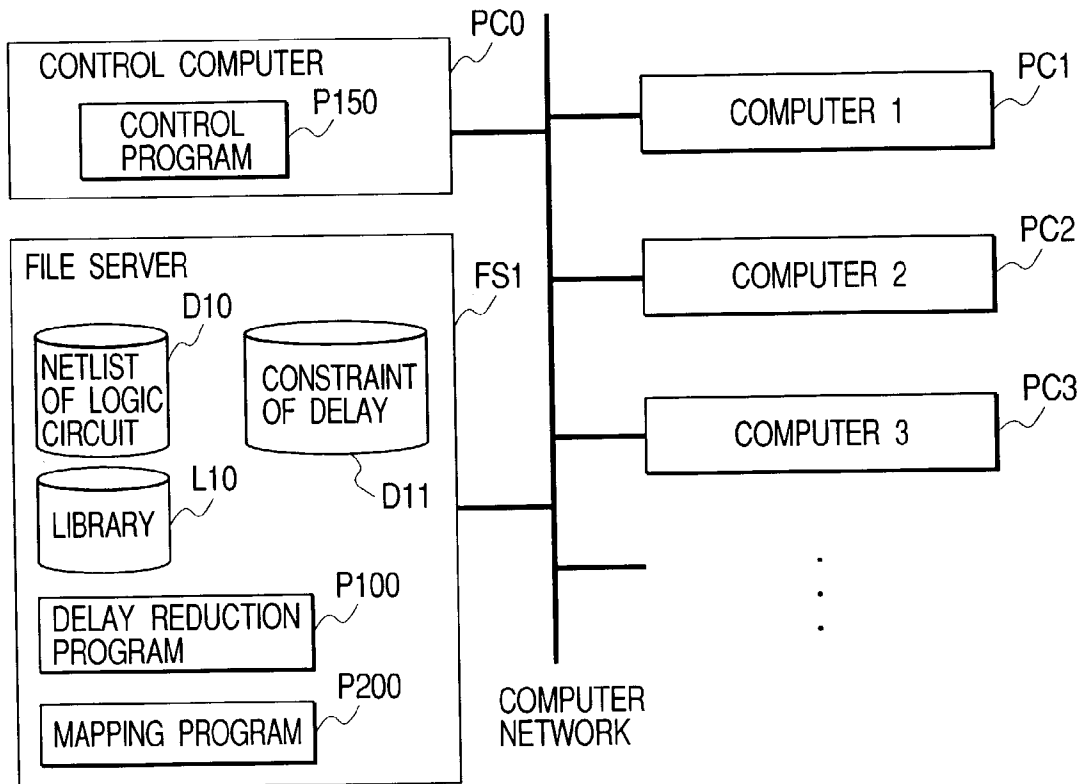 PC0
CONTROL COMPUTER
P150
CONTROL
PROGRAM
FILE SERVER
FS1
D10
NETLIST
OF LOGIC
CIRCUIT
CONSTRAINT
OF DELAY
D11
L10
LIBRARY
P100
DELAY REDUCTION
PROGRAM
P200
MAPPING PROGRAM
COMPUTER
NETWORK
PC1
COMPUTER 1
PC2
COMPUTER 2
PC3
COMPUTER 3